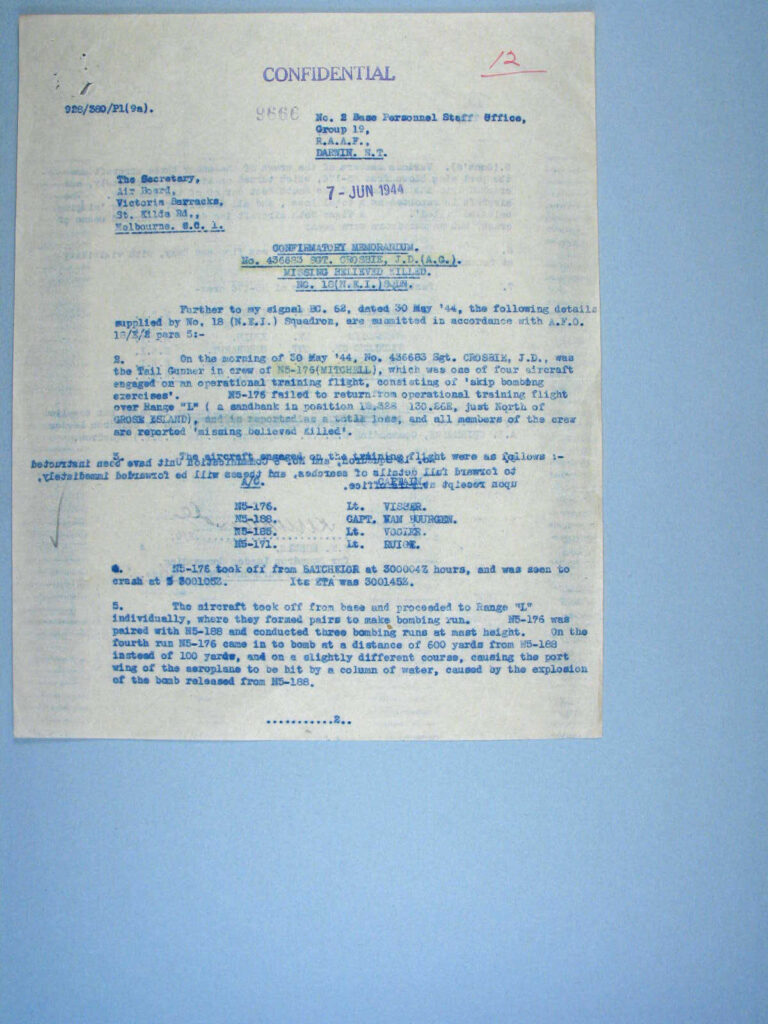 12
CONFIDENTIAL
928/380/P1(9a).
9666
No. 2 Base Personnel Staff Office,
Group 19,
R.A.A.F.,
DARWIN. N.T.
The Secretary,
Air Board,
Victoria Barracks,
St. Kilda Rd.,
Melbourne. S.C. 1.
7-JUN 1944
CONFIRMATORY MEMORANDUM.
No. 436683 SGT. CROSBIE, J.D.(A.G.).
MISSING BELIEVED KILLED.
NO. 18(N.E.I.)SQDN.
Further to my signal BC. 62, dated 30 May '44, the following details
supplied by No. 18 (N.E.I.) Squadron, are submitted in accordance with A.F.O.
para 5:-
2. On the morning of 30 May '44, No. 436683 Sgt. CROSBIE, J.D., was
the Tail Gunner in crew of N5-176(MITCHELL), which was one of four aircraft
engaged on an operational training flight, consisting of 'skip bombing
exercises'. N5-176 failed to return from operational training flight
over Range "L" ( a sandbank in position 12.32S 130.26E, just North of
GROSE ISLAND), and is reported as a total loss, and all members of the crew
are reported 'missing believed killed'.
3. The aircraft engaged on the training flight were as follows :-
A/C. CAPTAIN.
N5-176. Lt. VISSER.
N5-188. CAPT. VAN BOURGEN.
N5-185. Lt. VOOIER.
N5-171. Lt.
4. N5-176 took off from BATCHELOR at 300004Z hours, and was seen to
crash at 300105Z. Its ETA was 300145Z.
5. The aircraft took off from base and proceeded to Range "L"
individually, where they formed pairs to make bombing run. N5-176 was
paired with N5-188 and conducted three bombing runs at mast height. On the
fourth run N5-176 came in to bomb at a distance of 600 yards from N5-188
instead of 100 yards, and on a slightly different course, causing the port
wing of the aeroplane to be hit by a column of water, caused by the explosion
of the bomb released from N5-188.
...........2..